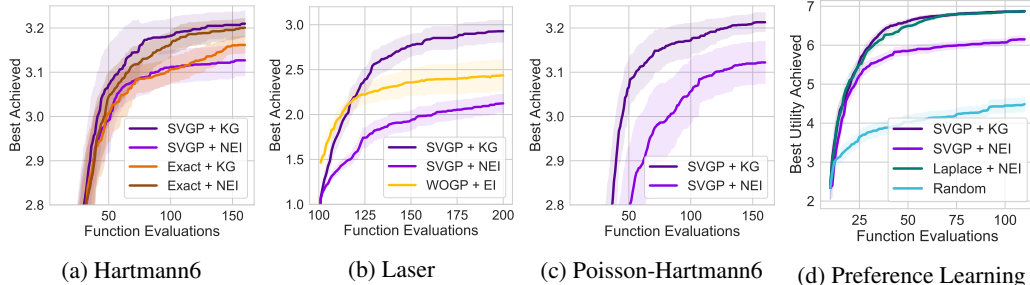 Best Achieved
3.2
3.1
3.0
2.9
2.8
SVGP + KG
SVGP + NEI
Exact + KG
Exact + NEI
50
100
150
Function Evaluations
(a) Hartmann6
Best Achieved
3.0
2.5
2.0
1.5
1.0
SVGP + KG
SVGP + NEI
WOGP + EI
100
125
150
175
200
Function Evaluations
(b) Laser
Best Achieved
3.2
3.1
3.0
2.9
2.8
SVGP + KG
SVGP + NEI
50
100
150
Function Evaluations
(c) Poisson-Hartmann6
Best Utility Achieved
7
6
5
4
3
2
SVGP + KG
SVGP + NEI
Laplace + NEI
Random
25
50
75
100
Function Evaluations
(d) Preference Learning